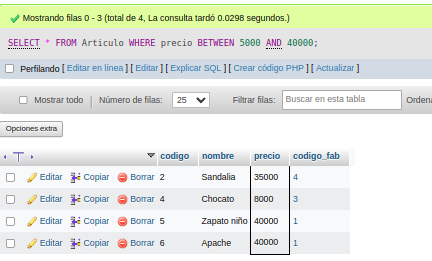 Mostrando filas 0 - 3 (total de 4, La consulta tardó 0.0298 segundos.)
SELECT * FROM Articulo WHERE precio BETWEEN 5000 AND 40000;
Perfilando [ Editar en línea ] [ Editar ] [ Explicar SQL ] [ Crear código PHP ] [ Actualizar ]
Mostrar todo | Número de filas: 25 Filtrar filas: Buscar en esta tabla Ordena
Opciones extra
codigo nombre precio codigo_fab
Editar Copiar Borrar 2 Sandalia 35000 4
Editar Copiar Borrar 4 Chocato 8000 3
Editar Copiar Borrar 5 Zapato niño 40000 1
Editar Copiar Borrar 6 Apache 40000 1